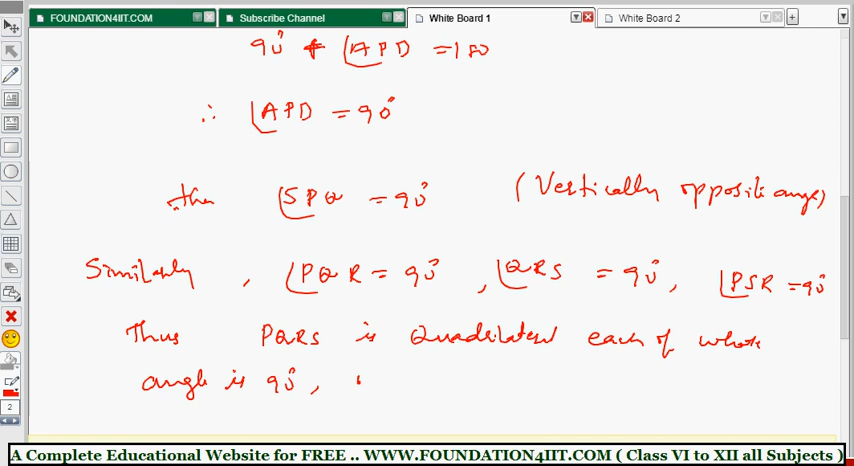 FOUNDATION4IIT.COM Subscribe Channel White Board 1 White Board 2
90° + ∠APD = 180
∴ ∠APD = 90°
then ∠SPQ = 90° (Vertically opposite angle)
Similarly, ∠PQR = 90°, ∠QRS = 90°, ∠PSR = 90°
Thus PQRS is Quadrilateral each of whose
angle is 90°,
2
A Complete Educational Website for FREE .. WWW.FOUNDATION4IIT.COM ( Class VI to XII all Subjects )